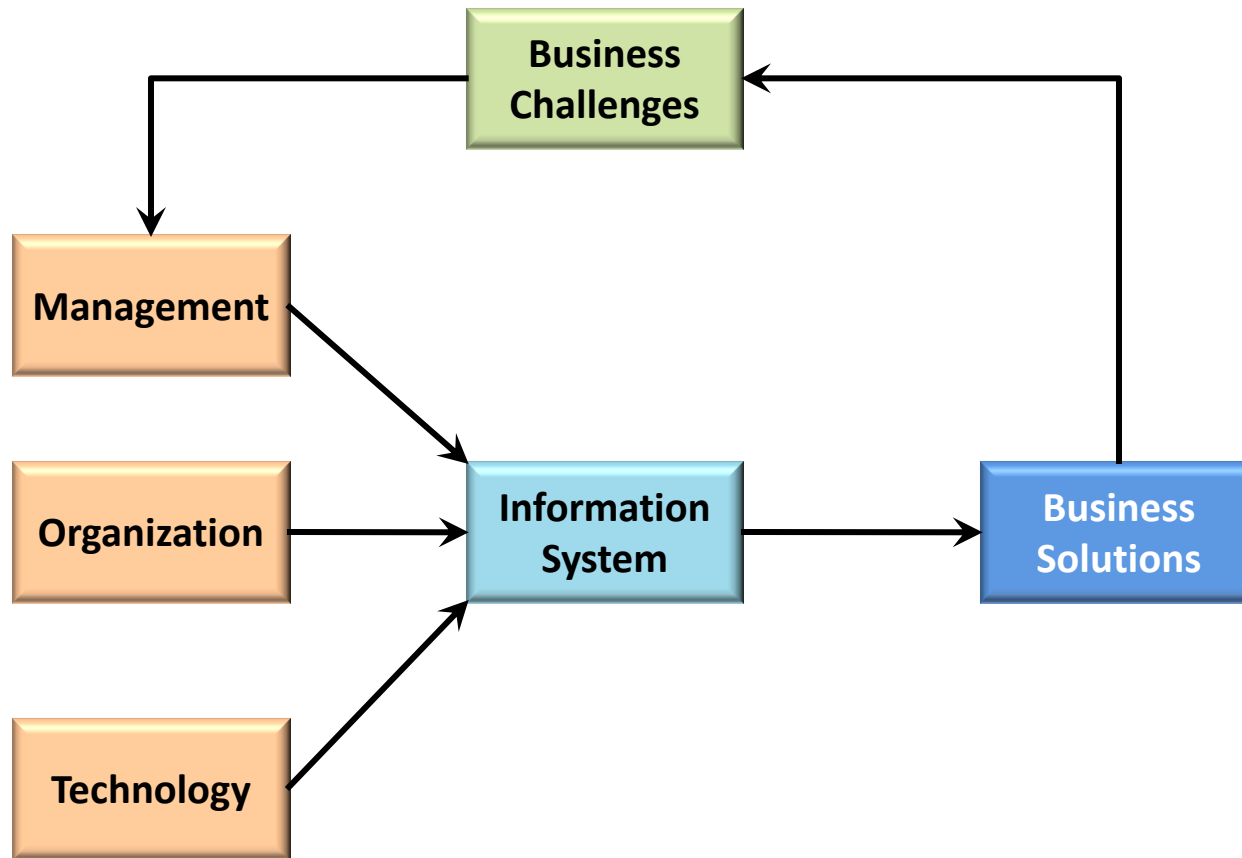 Business
Challenges
Management
Organization
Information
System
Business
Solutions
Technology